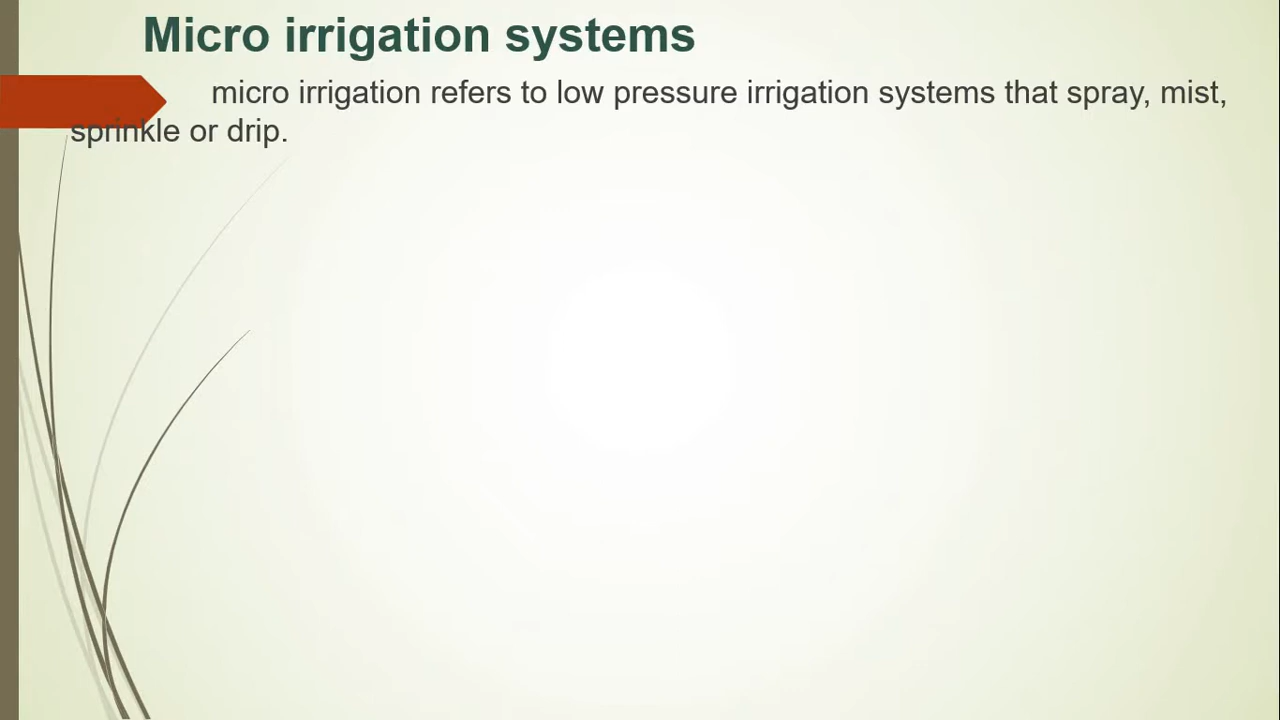 Micro irrigation systems
micro irrigation refers to low pressure irrigation systems that spray, mist,
sprinkle or drip.